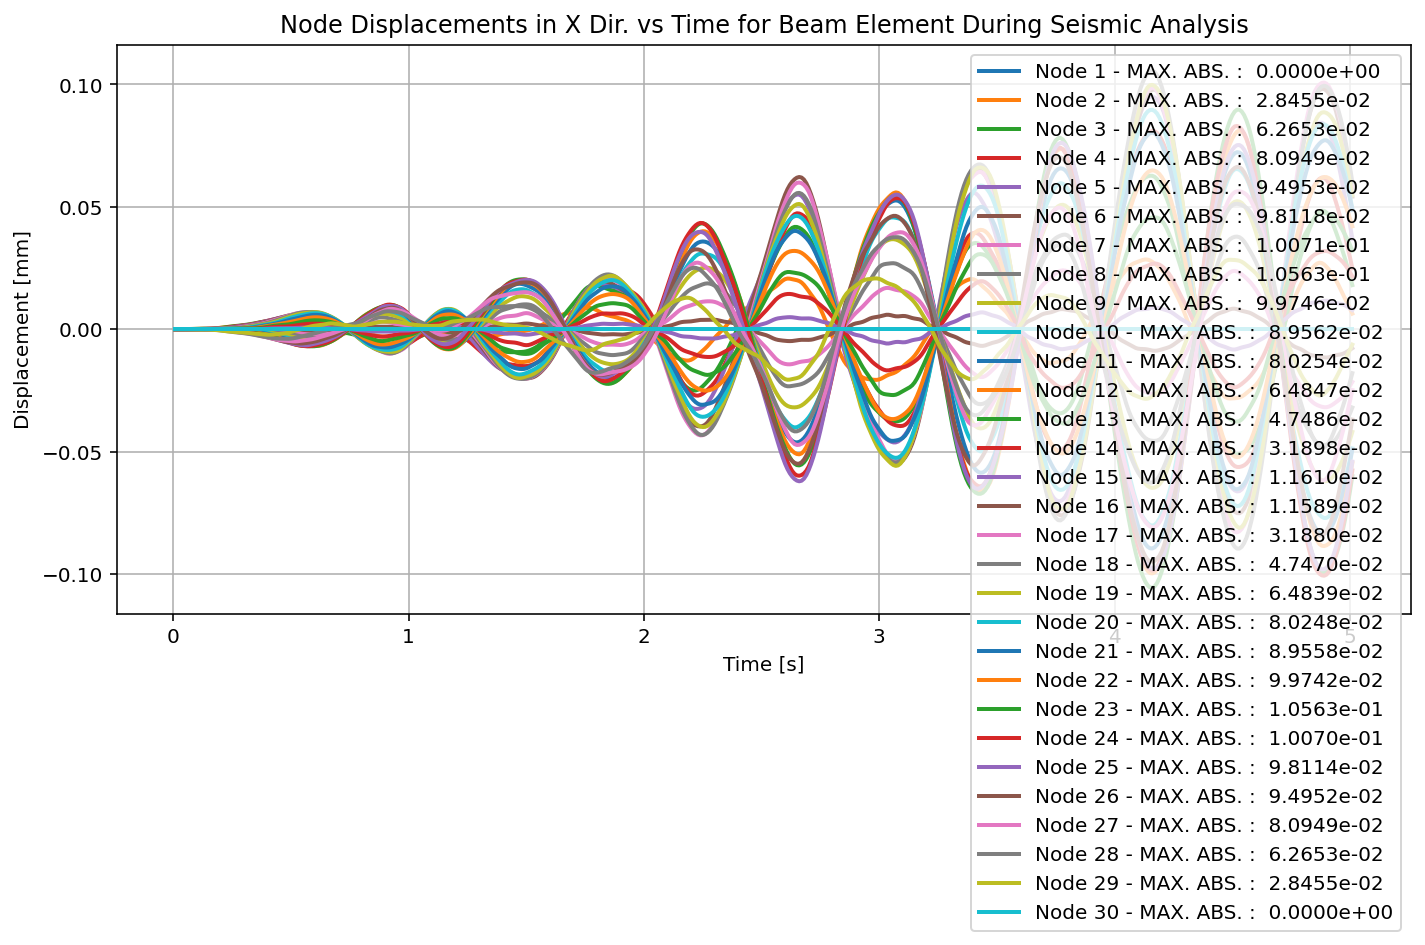 Node Displacements in X Dir. vs Time for Beam Element During Seismic Analysis
Displacement [mm]
0.10
0.05
0.00
−0.05
−0.10
0 1 2 3 4 5
Time [s]
Node 1 - MAX. ABS. : 0.0000e+00
Node 2 - MAX. ABS. : 2.8455e-02
Node 3 - MAX. ABS. : 6.2653e-02
Node 4 - MAX. ABS. : 8.0949e-02
Node 5 - MAX. ABS. : 9.4953e-02
Node 6 - MAX. ABS. : 9.8118e-02
Node 7 - MAX. ABS. : 1.0071e-01
Node 8 - MAX. ABS. : 1.0563e-01
Node 9 - MAX. ABS. : 9.9746e-02
Node 10 - MAX. ABS. : 8.9562e-02
Node 11 - MAX. ABS. : 8.0254e-02
Node 12 - MAX. ABS. : 6.4847e-02
Node 13 - MAX. ABS. : 4.7486e-02
Node 14 - MAX. ABS. : 3.1898e-02
Node 15 - MAX. ABS. : 1.1610e-02
Node 16 - MAX. ABS. : 1.1589e-02
Node 17 - MAX. ABS. : 3.1880e-02
Node 18 - MAX. ABS. : 4.7470e-02
Node 19 - MAX. ABS. : 6.4839e-02
Node 20 - MAX. ABS. : 8.0248e-02
Node 21 - MAX. ABS. : 8.9558e-02
Node 22 - MAX. ABS. : 9.9742e-02
Node 23 - MAX. ABS. : 1.0563e-01
Node 24 - MAX. ABS. : 1.0070e-01
Node 25 - MAX. ABS. : 9.8114e-02
Node 26 - MAX. ABS. : 9.4952e-02
Node 27 - MAX. ABS. : 8.0949e-02
Node 28 - MAX. ABS. : 6.2653e-02
Node 29 - MAX. ABS. : 2.8455e-02
Node 30 - MAX. ABS. : 0.0000e+00